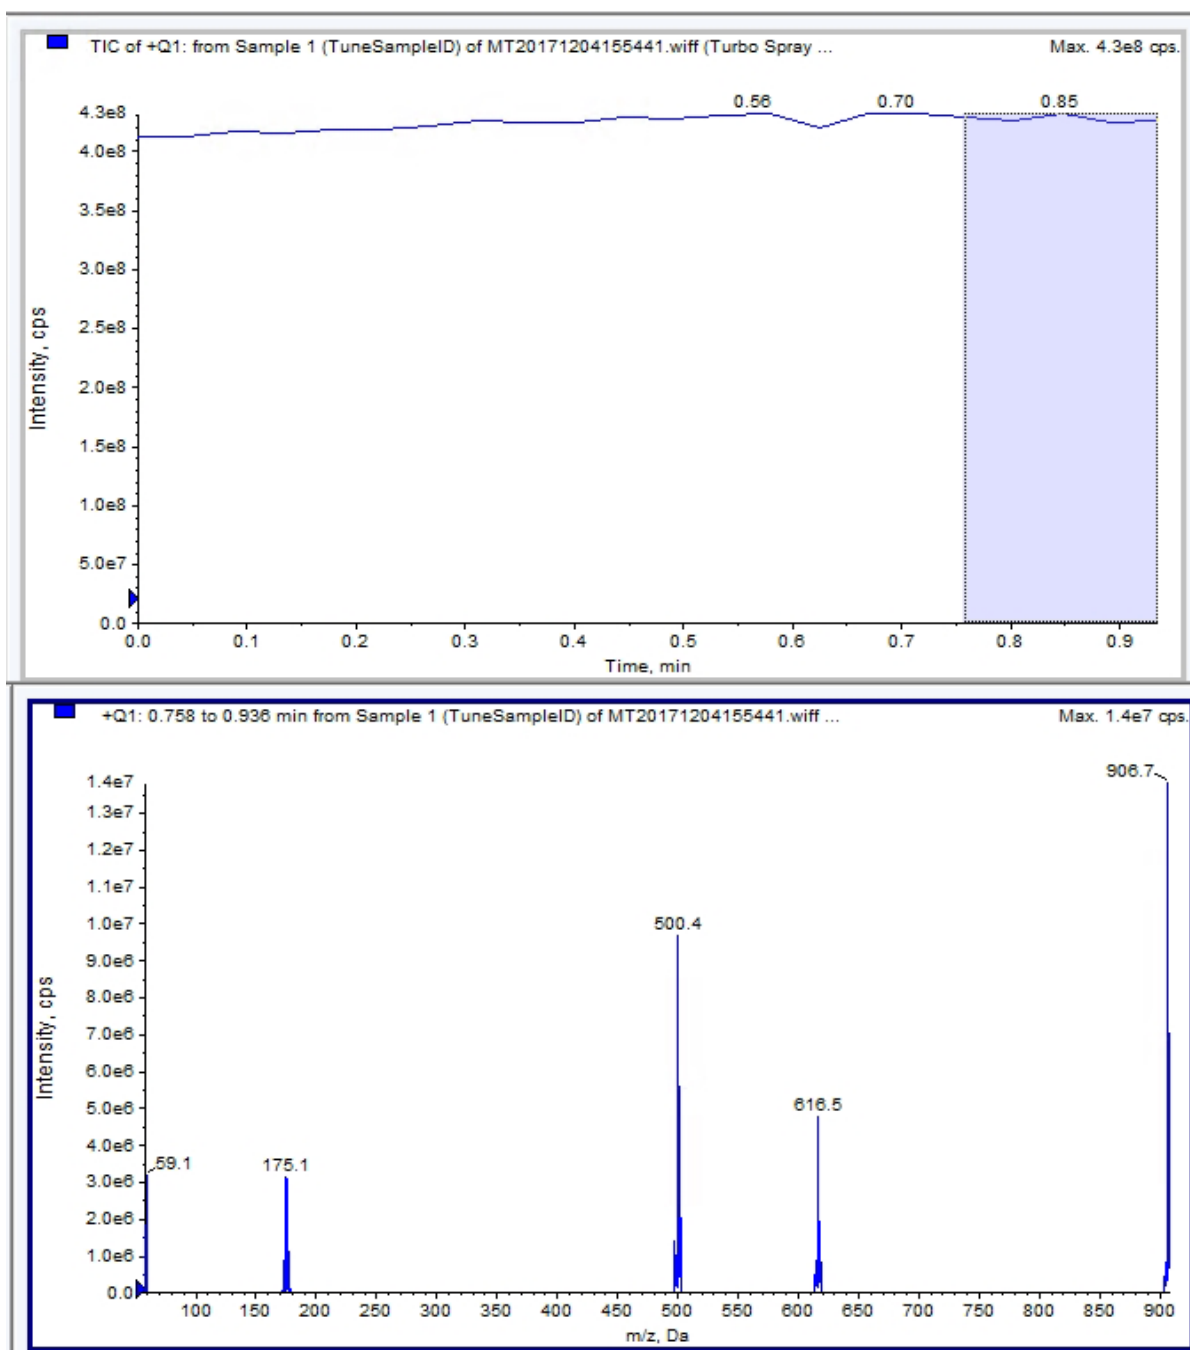 TIC of +Q1: from Sample 1 (TuneSampleID) of MT20171204155441.wiff (Turbo Spray ... Max. 4.3e8 cps.
0.56 0.70 0.85
4.3e8
4.0e8
3.5e8
3.0e8
2.5e8
2.0e8
1.5e8
1.0e8
5.0e7
0.0
Intensity, cps
0.0 0.1 0.2 0.3 0.4 0.5 0.6 0.7 0.8 0.9
Time, min
+Q1: 0.758 to 0.936 min from Sample 1 (TuneSampleID) of MT20171204155441.wiff ... Max. 1.4e7 cps.
906.7
1.4e7
1.3e7
1.2e7
1.1e7
1.0e7
9.0e6
8.0e6
7.0e6
6.0e6
5.0e6
4.0e6
3.0e6
2.0e6
1.0e6
0.0
Intensity, cps
500.4
616.5
59.1 175.1
100 150 200 250 300 350 400 450 500 550 600 650 700 750 800 850 900
m/z, Da